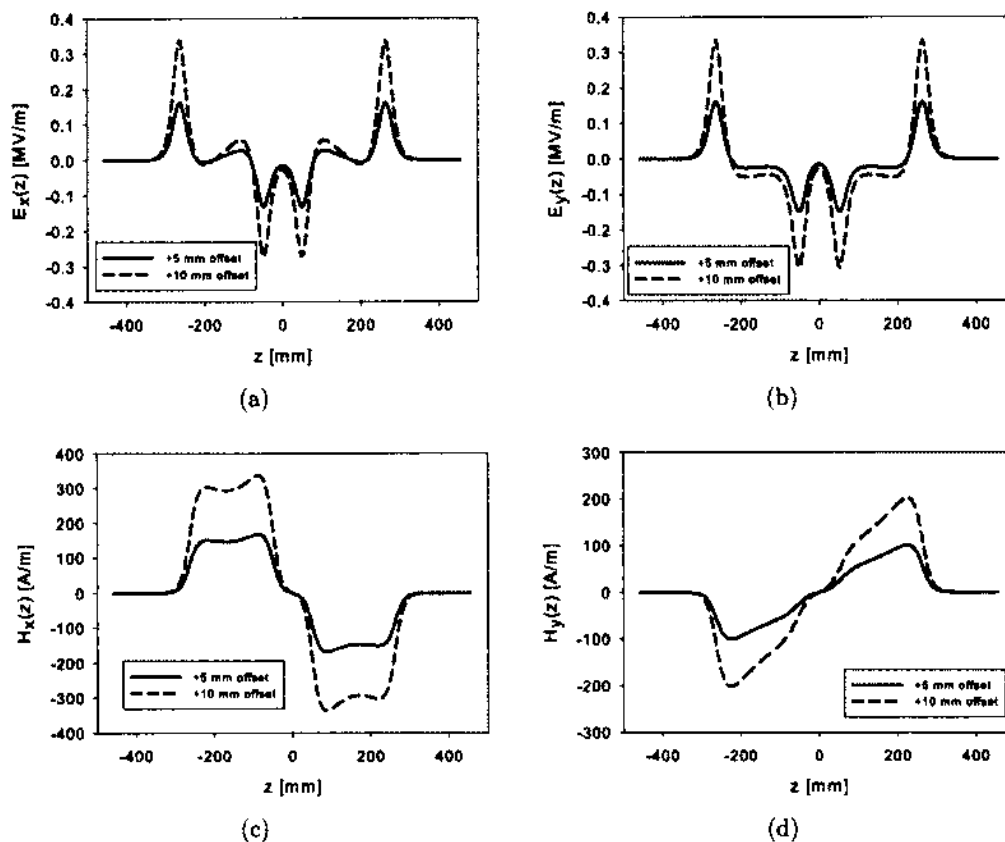 0.4
0.3
0.2
0.1
0.0
-0.1
-0.2
-0.3
0.4
Ex(z) [MV/m]
+5 mm offset
+10 mm offset
-400 -200 0 200 400
z [mm]
(a)
0.4
0.3
0.2
0.1
0.0
-0.1
-0.2
-0.3
-0.4
Ey(z) [MV/m]
+5 mm offset
+10 mm offset
-400 -200 0 200 400
z [mm]
(b)
400
300
200
100
0
-100
-200
-300
-400
Hx(z) [A/m]
+5 mm offset
+10 mm offset
-400 -200 0 200 400
z [mm]
(c)
300
200
100
0
-100
-200
-300
Hy(z) [A/m]
+5 mm offset
+10 mm offset
-400 -200 0 200 400
z [mm]
(d)